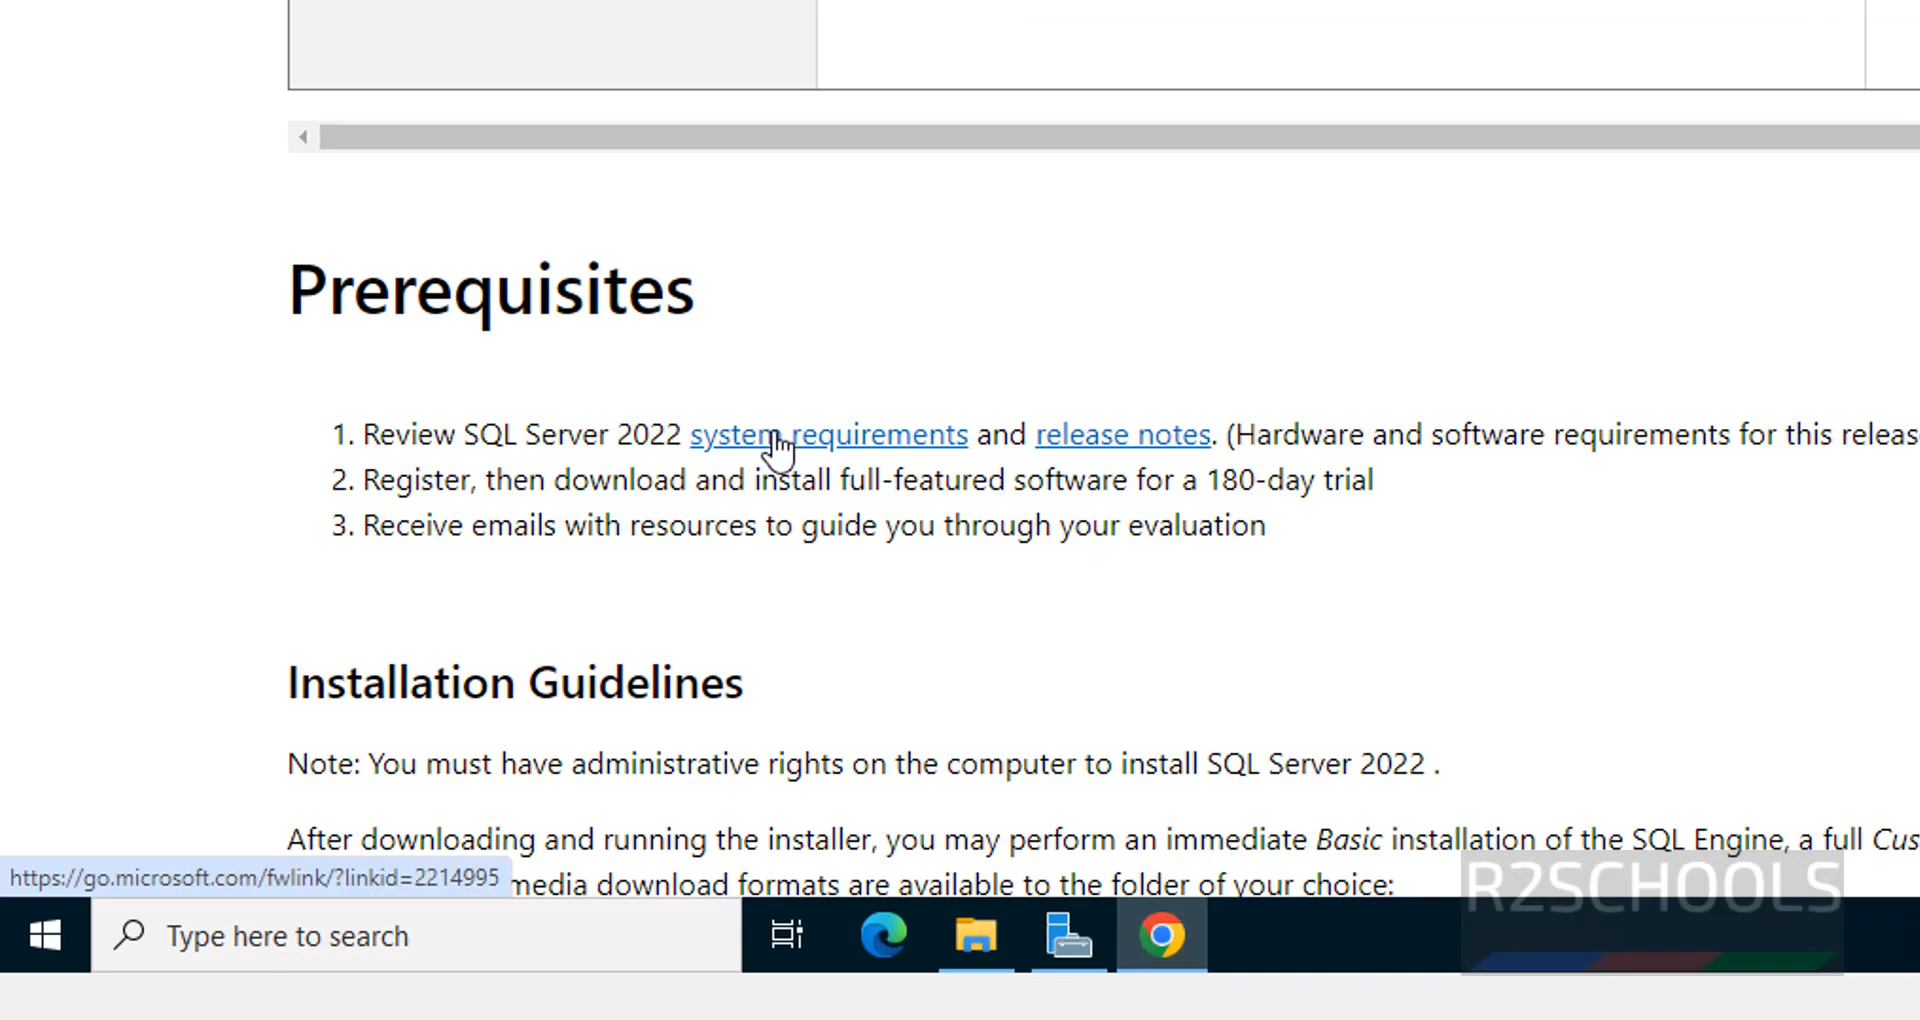 Prerequisites
1. Review SQL Server 2022 system requirements and release notes. (Hardware and software requirements for this releas
2. Register, then download and install full-featured software for a 180-day trial
3. Receive emails with resources to guide you through your evaluation
Installation Guidelines
Note: You must have administrative rights on the computer to install SQL Server 2022 .
After downloading and running the installer, you may perform an immediate Basic installation of the SQL Engine, a full Cus
https://go.microsoft.com/fwlink/?linkid=2214995 media download formats are available to the folder of your choice:
R2SCHOOLS
Type here to search